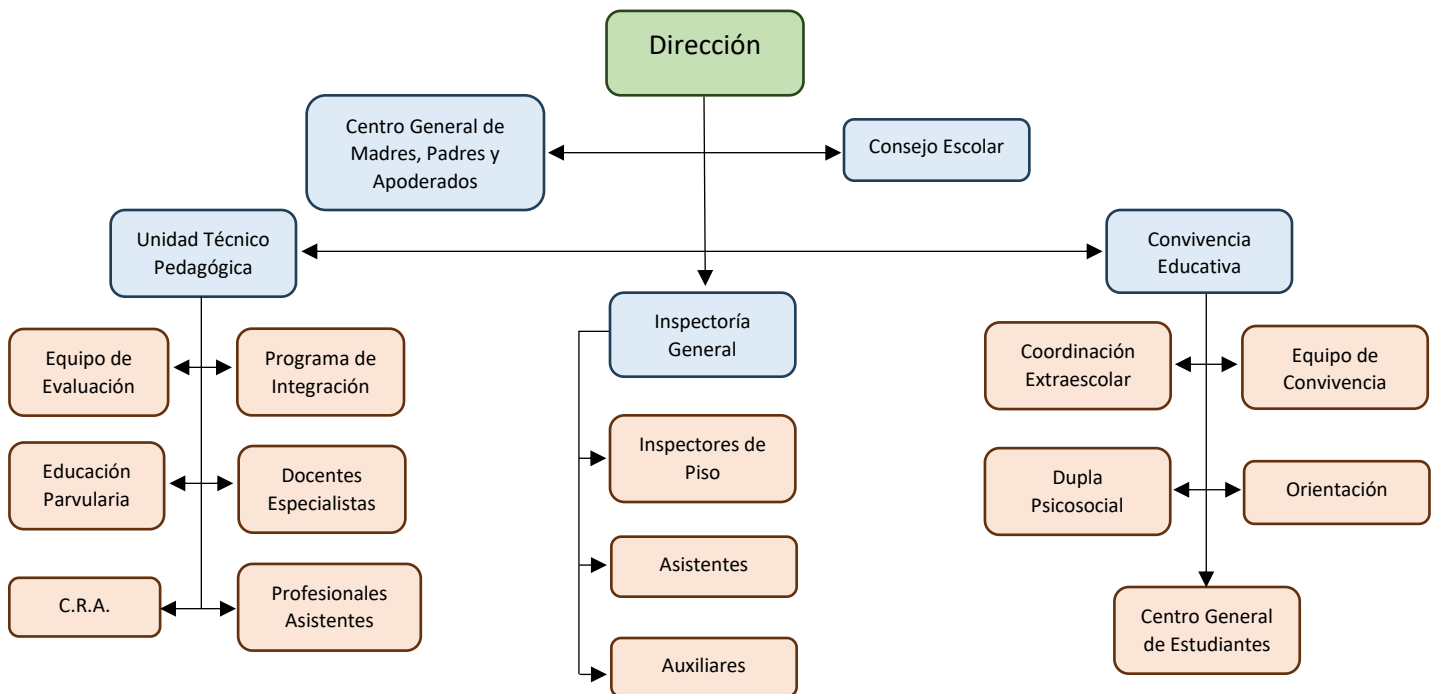 Dirección
Centro General de
Madres, Padres y
Apoderados
Consejo Escolar
Unidad Técnico
Pedagógica
Convivencia
Educativa
Inspectoría
General
Equipo de
Evaluación
Programa de
Integración
Educación
Parvularia
Docentes
Especialistas
C.R.A.
Profesionales
Asistentes
Inspectores de
Piso
Asistentes
Auxiliares
Coordinación
Extraescolar
Equipo de
Convivencia
Dupla
Psicosocial
Orientación
Centro General
de Estudiantes